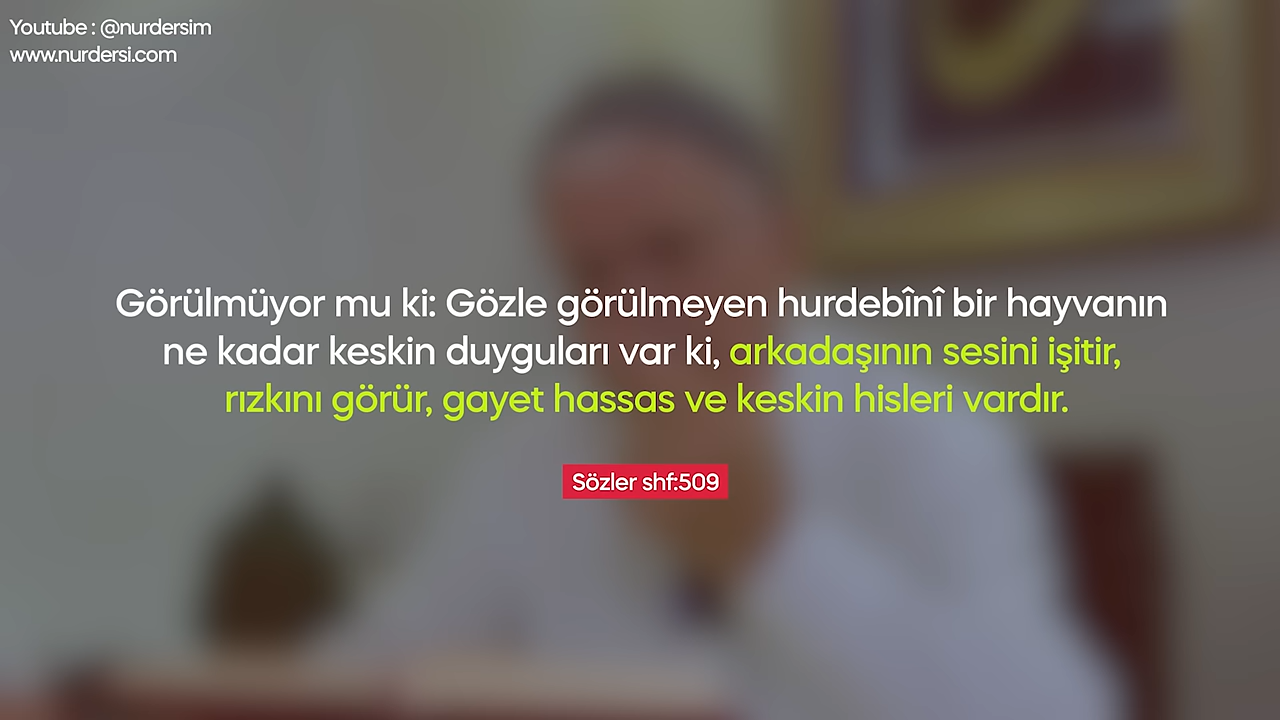 Youtube : @nurdersim
www.nurdersi.com
Görülmüyor mu ki: Gözle görülmeyen hurdebînî bir hayvanın
ne kadar keskin duyguları var ki, arkadaşının sesini işitir,
rızkını görür, gayet hassas ve keskin hisleri vardır.
Sözler shf:509